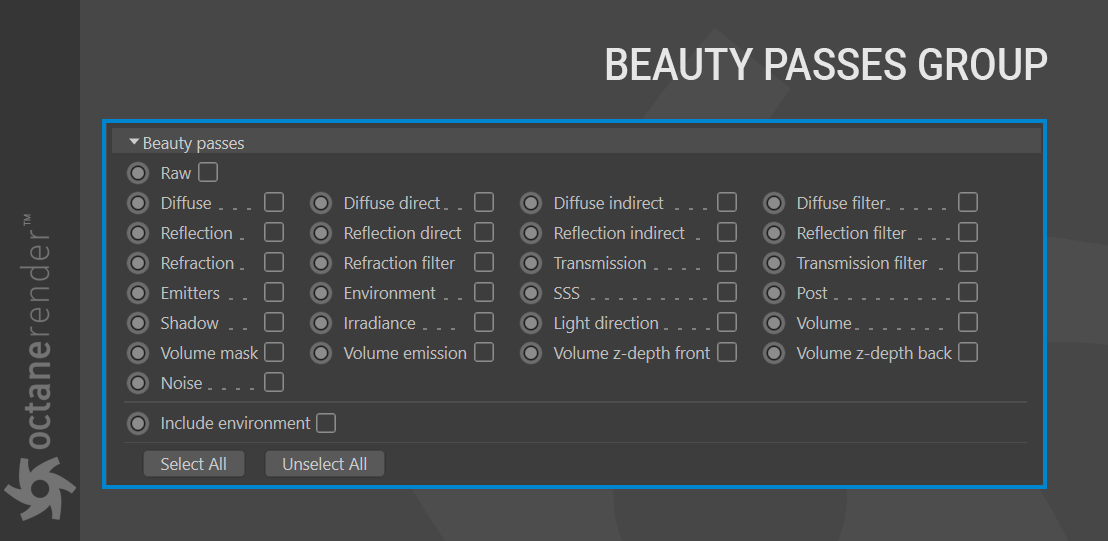 BEAUTY PASSES GROUP
Beauty passes
Raw
Diffuse Diffuse direct Diffuse indirect Diffuse filter
Reflection Reflection direct Reflection indirect Reflection filter
Refraction Refraction filter Transmission Transmission filter
Emitters Environment SSS Post
Shadow Irradiance Light direction Volume
Volume mask Volume emission Volume z-depth front Volume z-depth back
Noise
Include environment
Select All Unselect All
octanerender™